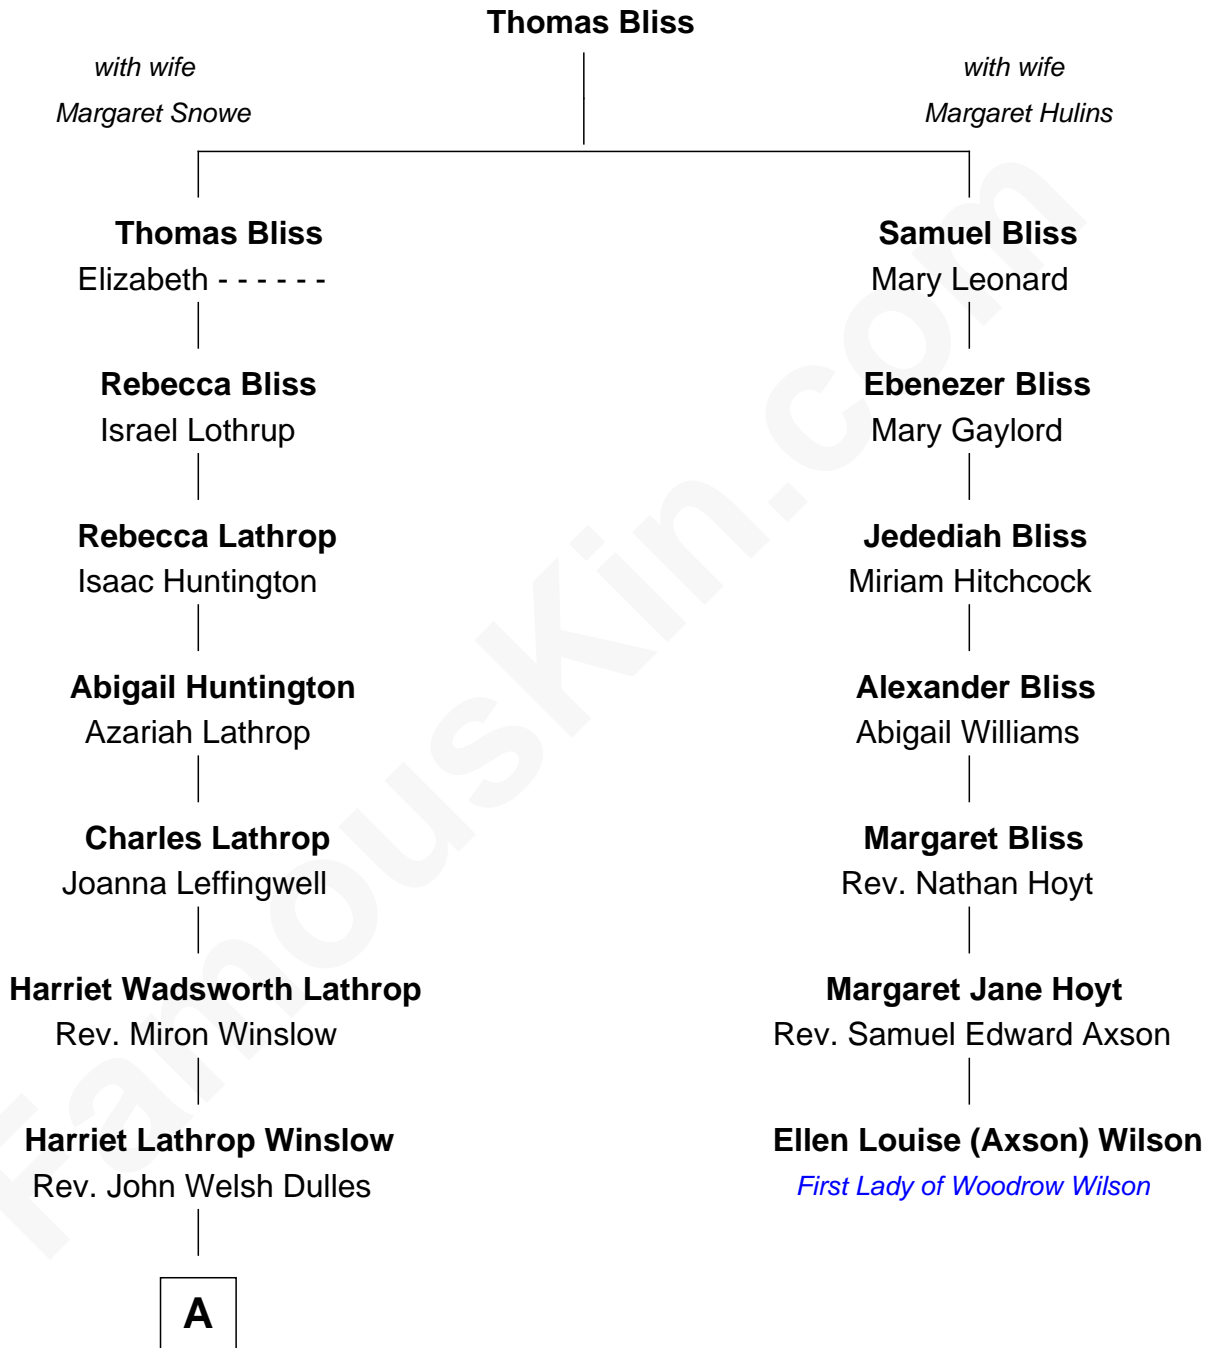 Thomas Bliss
with wife
Margaret Snowe
with wife
Margaret Hulins
Thomas Bliss
Elizabeth - - - - - -
Samuel Bliss
Mary Leonard
Rebecca Bliss
Israel Lothrup
Ebenezer Bliss
Mary Gaylord
Rebecca Lathrop
Isaac Huntington
Jedediah Bliss
Miriam Hitchcock
Abigail Huntington
Azariah Lathrop
Alexander Bliss
Abigail Williams
Charles Lathrop
Joanna Leffingwell
Margaret Bliss
Rev. Nathan Hoyt
Harriet Wadsworth Lathrop
Rev. Miron Winslow
Margaret Jane Hoyt
Rev. Samuel Edward Axson
Harriet Lathrop Winslow
Rev. John Welsh Dulles
Ellen Louise (Axson) Wilson
First Lady of Woodrow Wilson
A
FamousKin.com